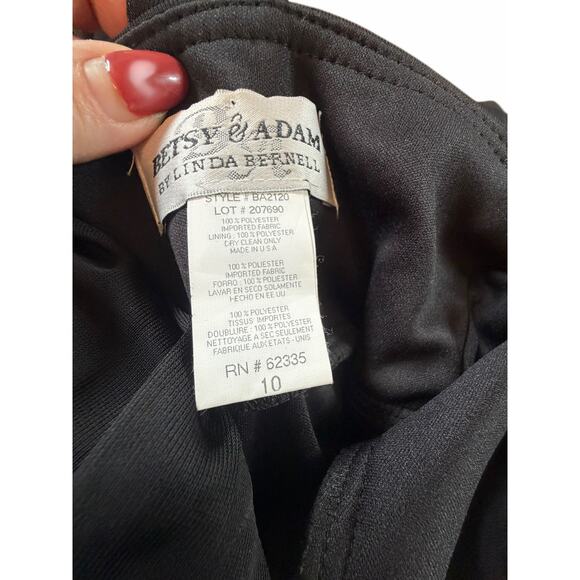 BETSY & ADAM
BY LINDA BERNELL
STYLE # BA2120
LOT # 207690
100% POLYESTER
IMPORTED FABRIC
LINING : 100% POLYESTER
DRY CLEAN ONLY
MADE IN U.S.A
100% POLIESTER
IMPORTED FABRIC
FORRO : 100% POLIESTER
LAVAR EN SECO SOLAMENTE
HECHO EN EE UU
100% POLYESTER
TISSUS IMPORTES
DOUBLURE : 100% POLYESTER
NETTOYAGE A SEC SEULEMENT
FABRIQUE AUX ETATS - UNIS
RN # 62335
10